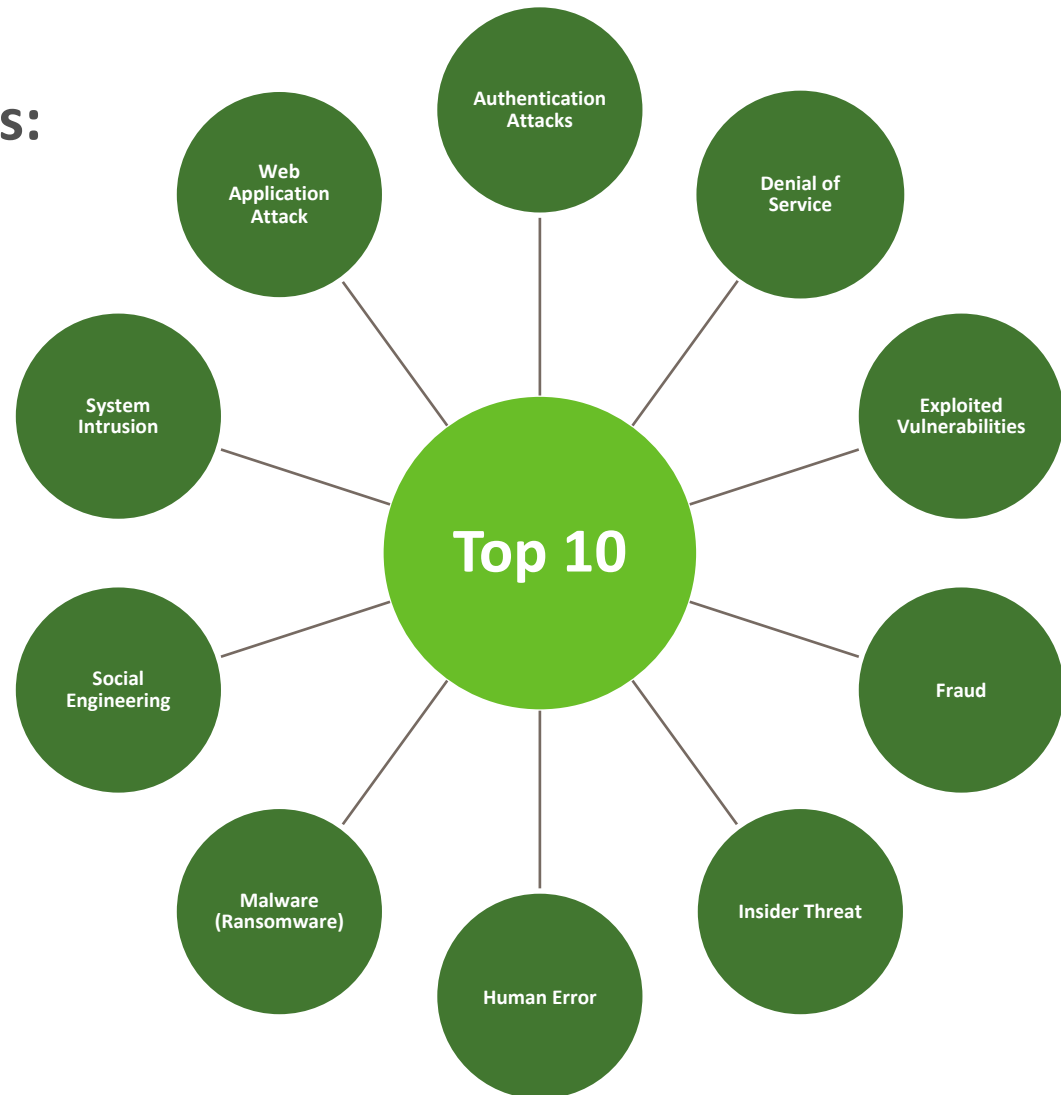 s:
Authentication
Attacks
Denial of
Service
Exploited
Vulnerabilities
Fraud
Insider Threat
Human Error
Malware
(Ransomware)
Social
Engineering
System
Intrusion
Web
Application
Attack
Top 10